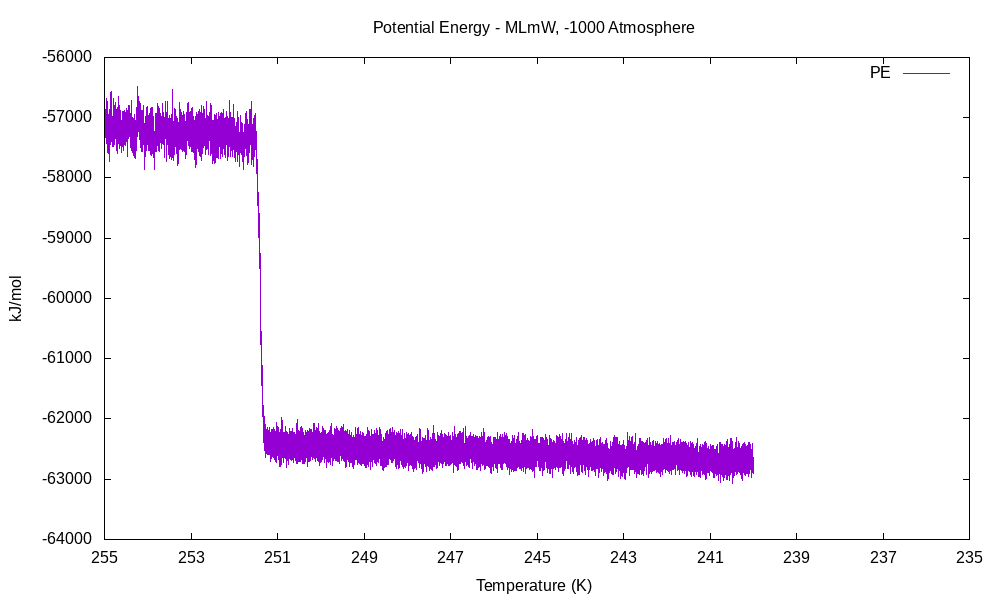 Potential Energy - MLmW, -1000 Atmosphere
PE
-56000
-57000
-58000
-59000
-60000
-61000
-62000
-63000
-64000
kJ/mol
255 253 251 249 247 245 243 241 239 237 235
Temperature (K)